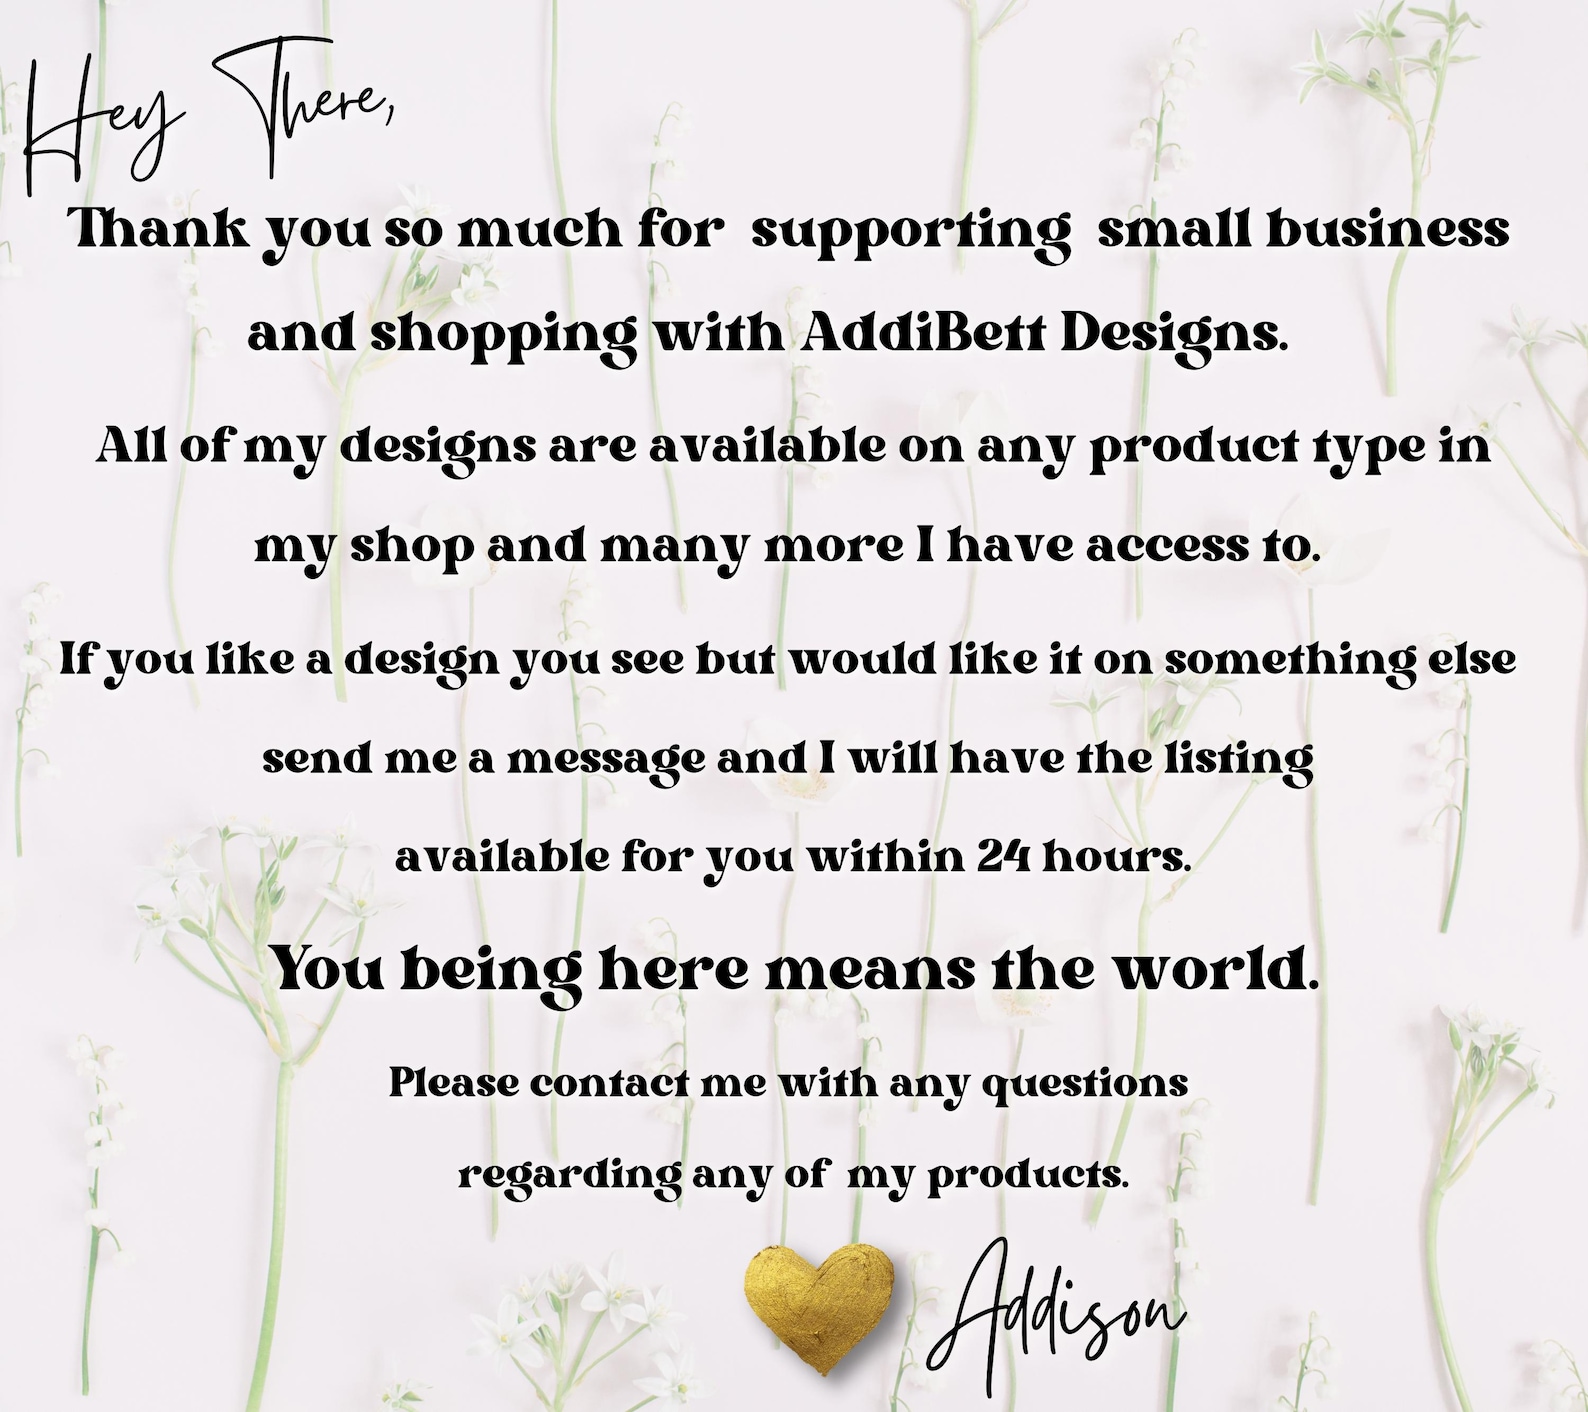 Hey There,
Thank you so much for supporting small business
and shopping with AddiBett Designs.
All of my designs are available on any product type in
my shop and many more I have access to.
If you like a design you see but would like it on something else
send me a message and I will have the listing
available for you within 24 hours.
You being here means the world.
Please contact me with any questions
regarding any of my products.
Addison